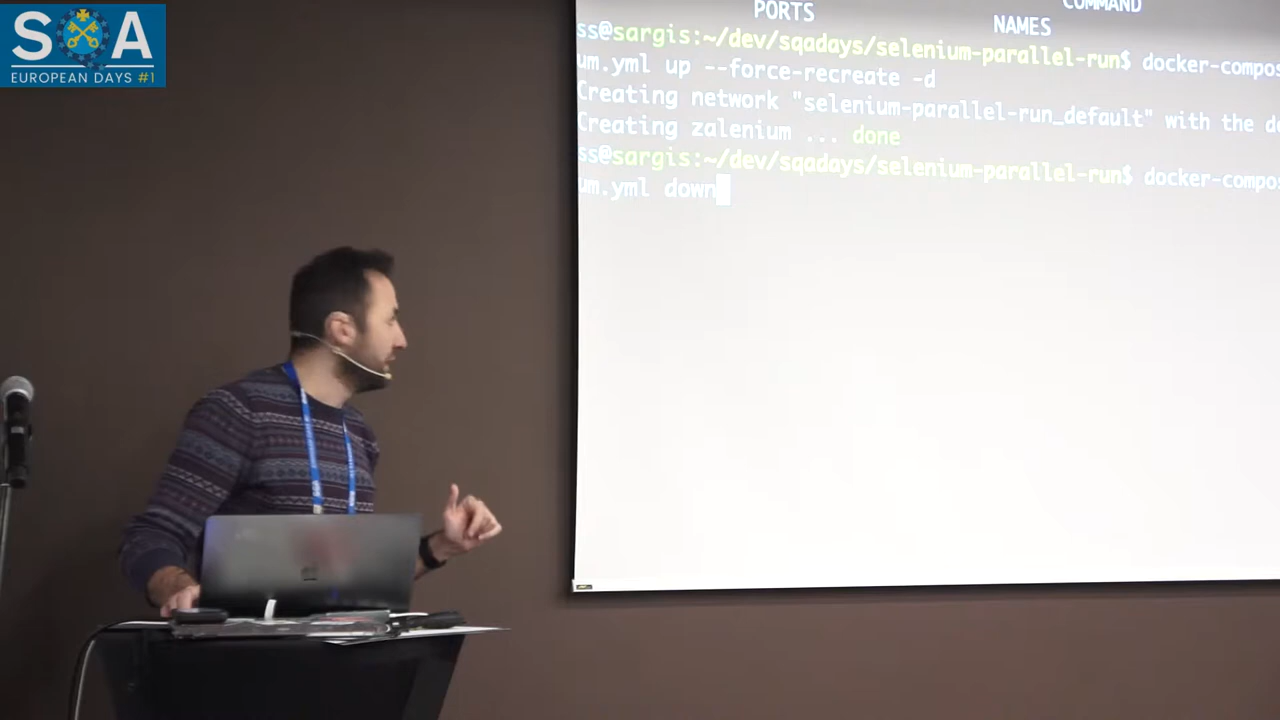 SQA
EUROPEAN DAYS #1
COMMAND
PORTS
NAMES
ss@sargis:~/dev/sqadays/selenium-parallel-run$ docker-compos
um.yml up --force-recreate -d
Creating network "selenium-parallel-run_default" with the de
Creating zalenium ... done
ss@sargis:~/dev/sqadays/selenium-parallel-run$ docker-compos
um.yml down